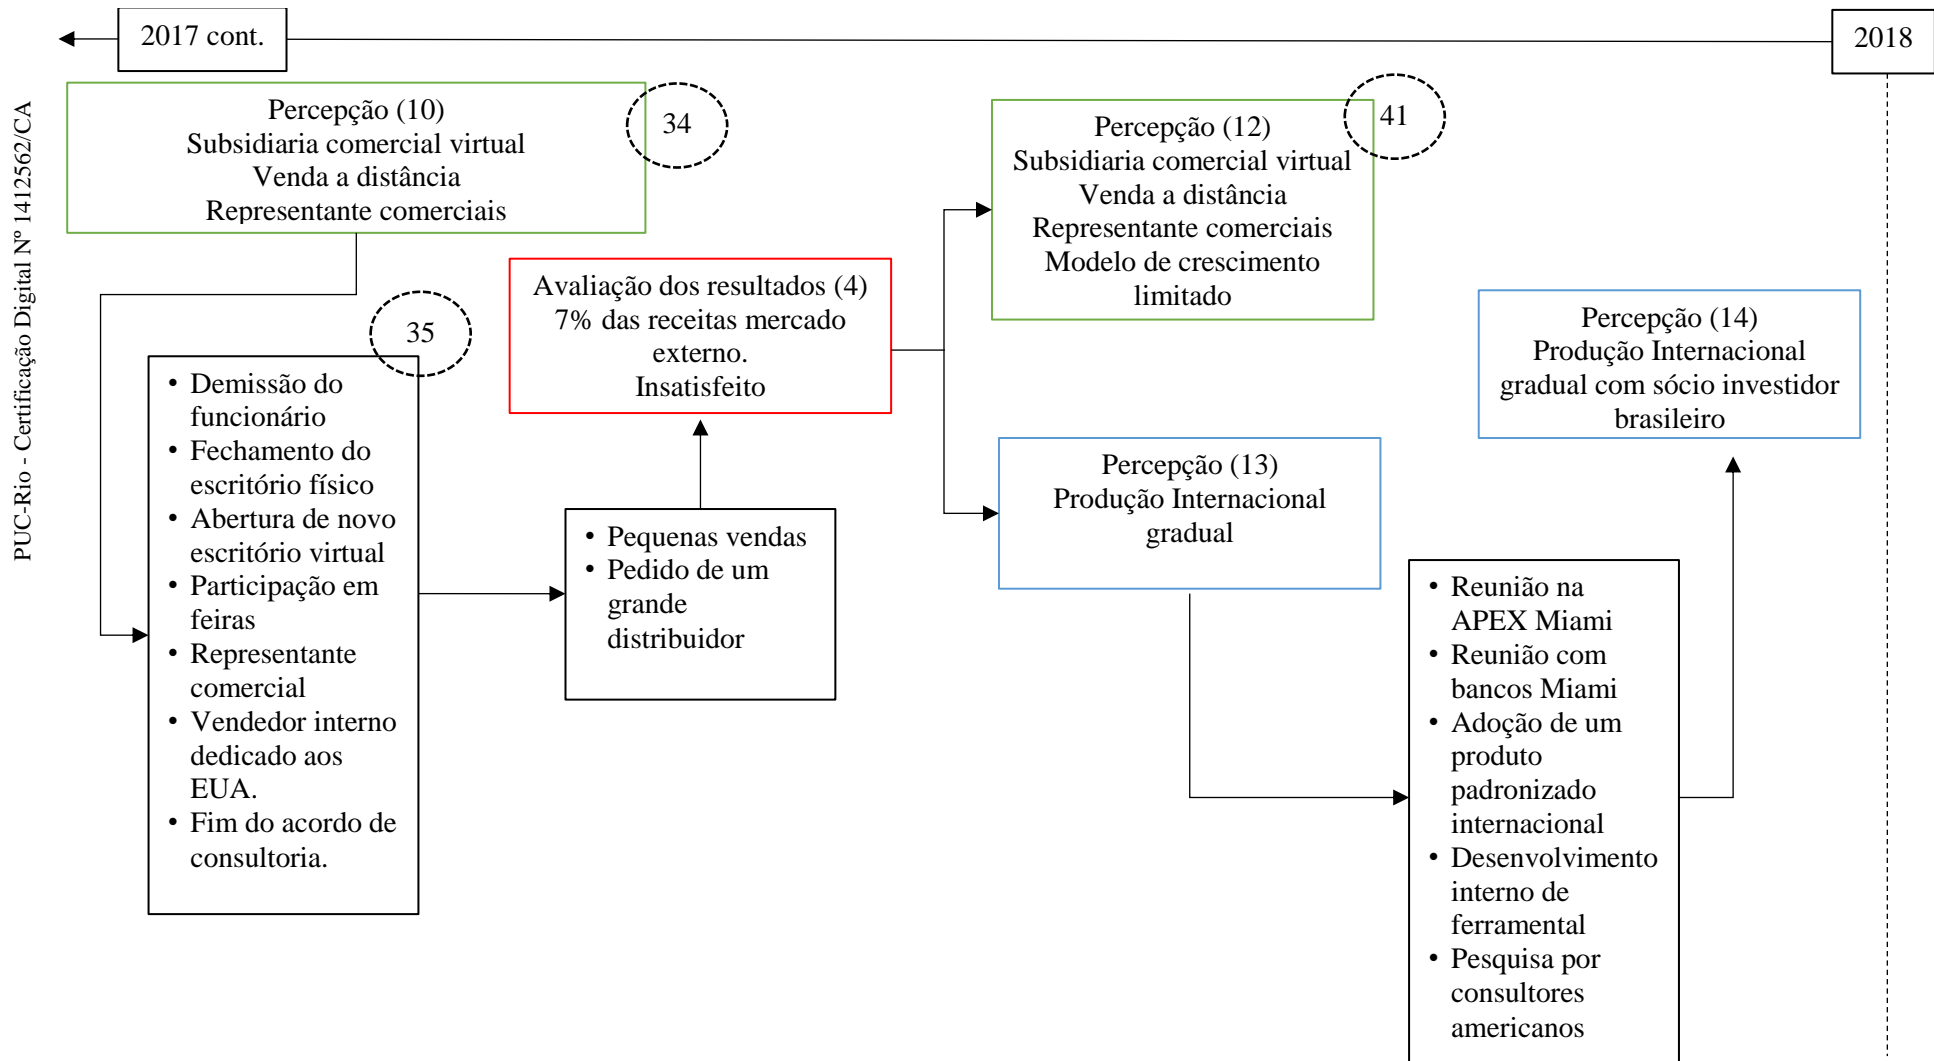 2017 cont.
2018
PUC-Rio - Certificação Digital Nº 1412562/CA
Percepção (10)
Subsidiaria comercial virtual
Venda a distância
Representante comerciais
34
35
• Demissão do
funcionário
• Fechamento do
escritório físico
• Abertura de novo
escritório virtual
• Participação em
feiras
• Representante
comercial
• Vendedor interno
dedicado aos
EUA.
• Fim do acordo de
consultoria.
• Pequenas vendas
• Pedido de um
grande
distribuidor
Avaliação dos resultados (4)
7% das receitas mercado
externo.
Insatisfeito
Percepção (12)
Subsidiaria comercial virtual
Venda a distância
Representante comerciais
Modelo de crescimento
limitado
41
Percepção (13)
Produção Internacional
gradual
• Reunião na
APEX Miami
• Reunião com
bancos Miami
• Adoção de um
produto
padronizado
internacional
• Desenvolvimento
interno de
ferramental
• Pesquisa por
consultores
americanos
Percepção (14)
Produção Internacional
gradual com sócio investidor
brasileiro